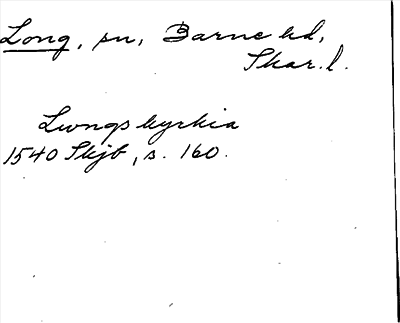 Long, sn, Barne hd,
Skar. l.
Lwngs kyrkia
1540 Skjb, s. 160.